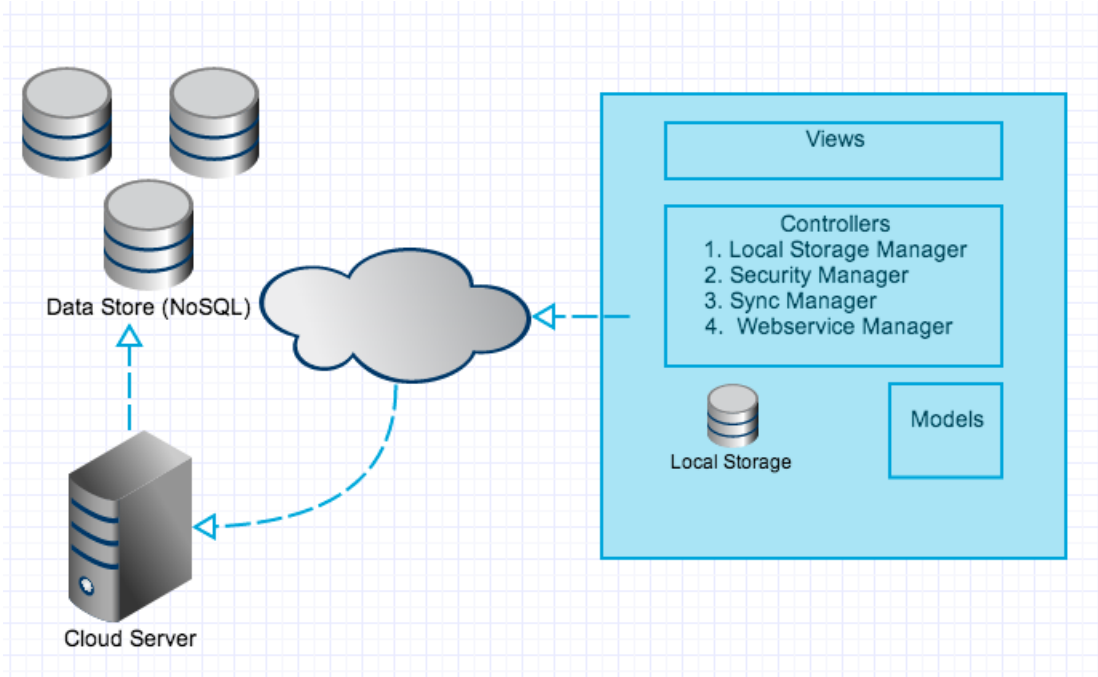 Views
Controllers
1. Local Storage Manager
2. Security Manager
3. Sync Manager
4. Webservice Manager
Models
Local Storage
Data Store (NoSQL)
Cloud Server